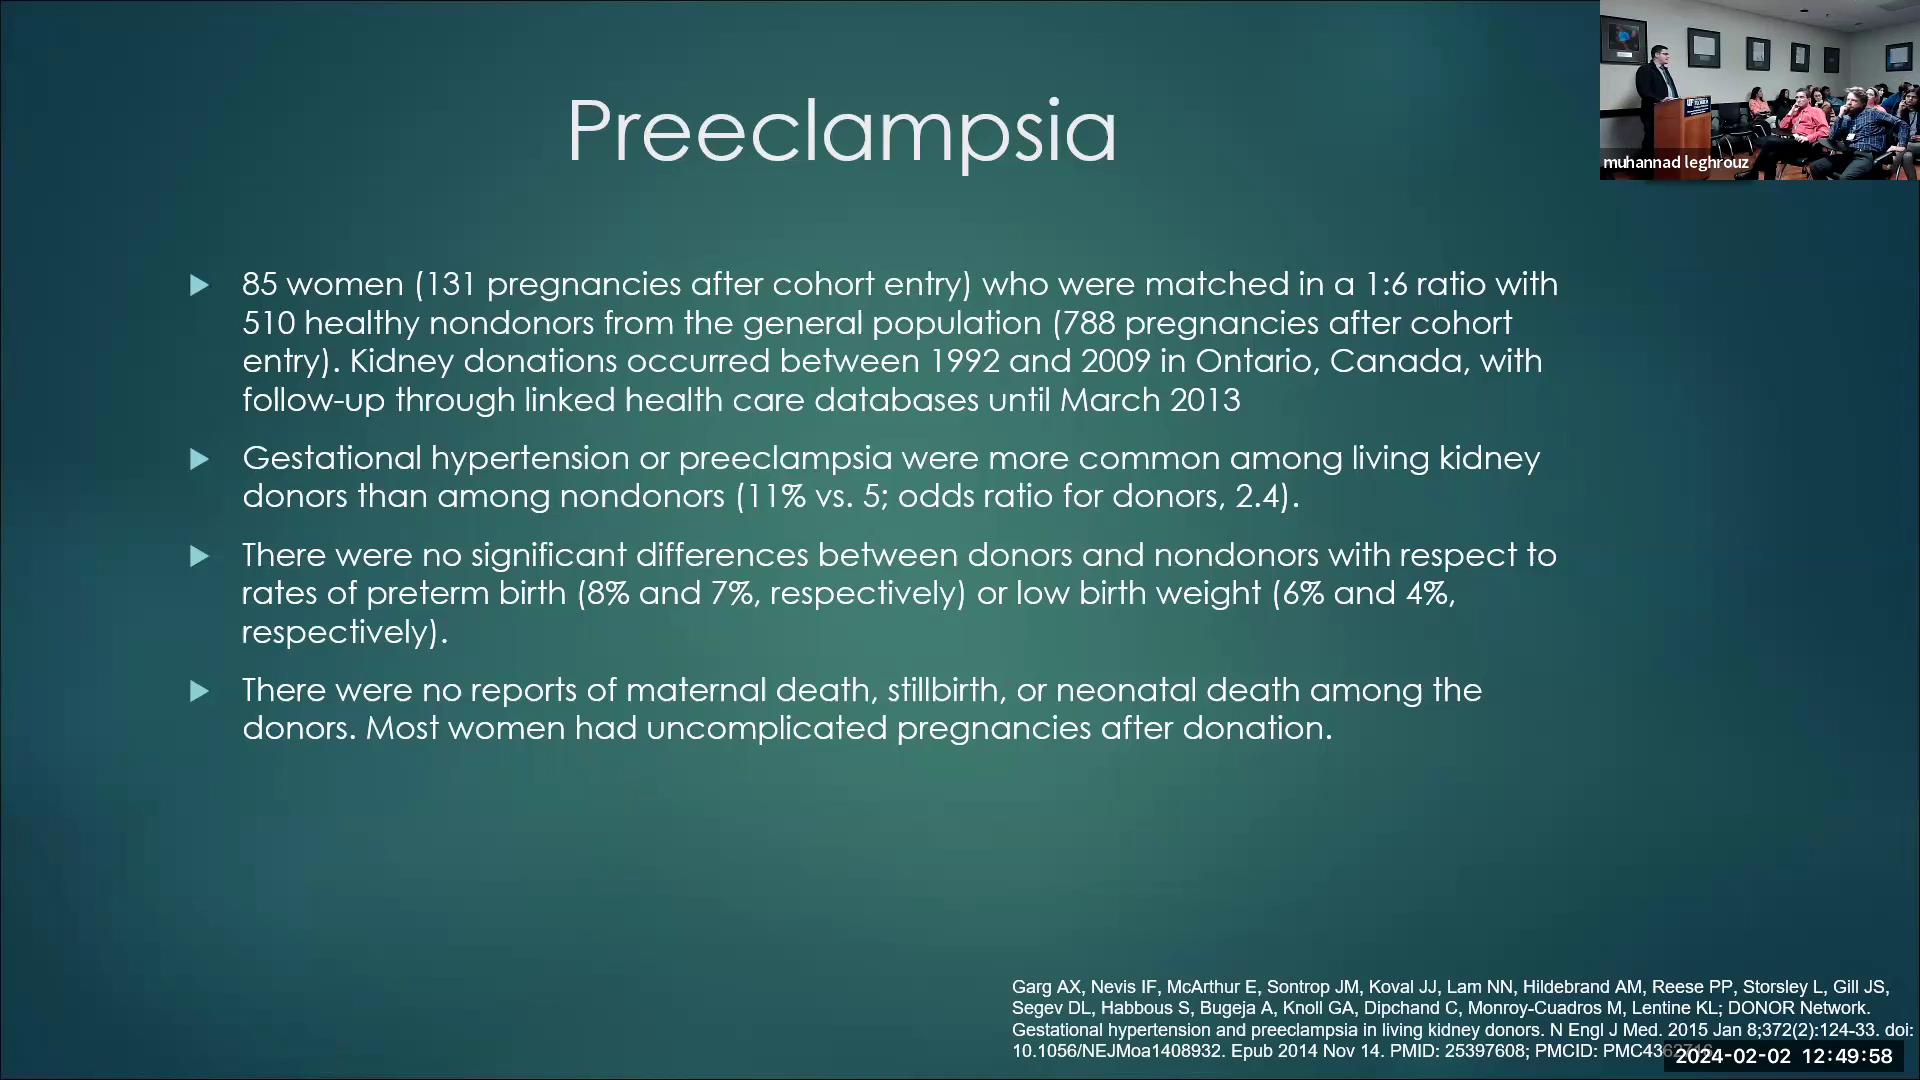 Preeclampsia
muhannad leghrouz
85 women (131 pregnancies after cohort entry) who were matched in a 1:6 ratio with
510 healthy nondonors from the general population (788 pregnancies after cohort
entry). Kidney donations occurred between 1992 and 2009 in Ontario, Canada, with
follow-up through linked health care databases until March 2013
Gestational hypertension or preeclampsia were more common among living kidney
donors than among nondonors (11% vs. 5; odds ratio for donors, 2.4).
There were no significant differences between donors and nondonors with respect to
rates of preterm birth (8% and 7%, respectively) or low birth weight (6% and 4%,
respectively).
There were no reports of maternal death, stillbirth, or neonatal death among the
donors. Most women had uncomplicated pregnancies after donation.
Garg AX, Nevis IF, McArthur E, Sontrop JM, Koval JJ, Lam NN, Hildebrand AM, Reese PP, Storsley L, Gill JS,
Segev DL, Habbous S, Bugeja A, Knoll GA, Dipchand C, Monroy-Cuadros M, Lentine KL; DONOR Network.
Gestational hypertension and preeclampsia in living kidney donors. N Engl J Med. 2015 Jan 8;372(2):124-33. doi:
10.1056/NEJMoa1408932. Epub 2014 Nov 14. PMID: 25397608; PMCID:
2024-02-02 12:49:58